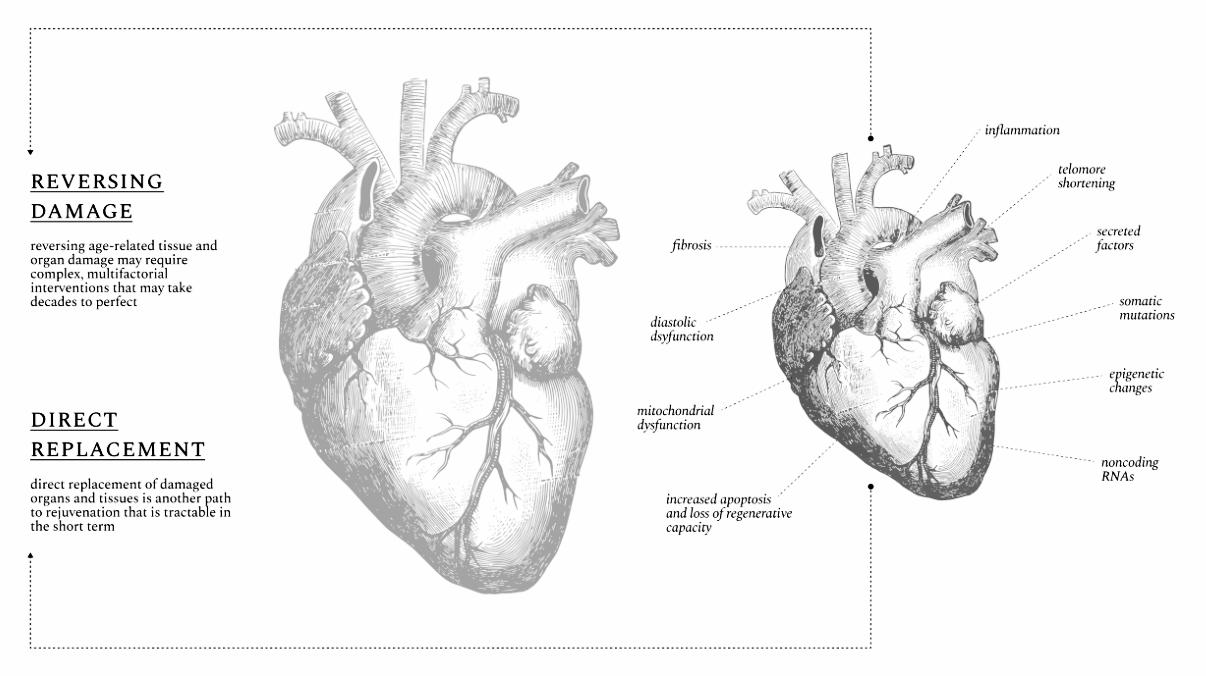 REVERSING
DAMAGE
reversing age-related tissue and
organ damage may require
complex, multifactorial
interventions that may take
decades to perfect
DIRECT
REPLACEMENT
direct replacement of damaged
organs and tissues is another path
to rejuvenation that is tractable in
the short term
inflammation
telomore
shortening
secreted
factors
somatic
mutations
epigenetic
changes
noncoding
RNAs
fibrosis
diastolic
dsyfunction
mitochondrial
dysfunction
increased apoptosis
and loss of regenerative
capacity